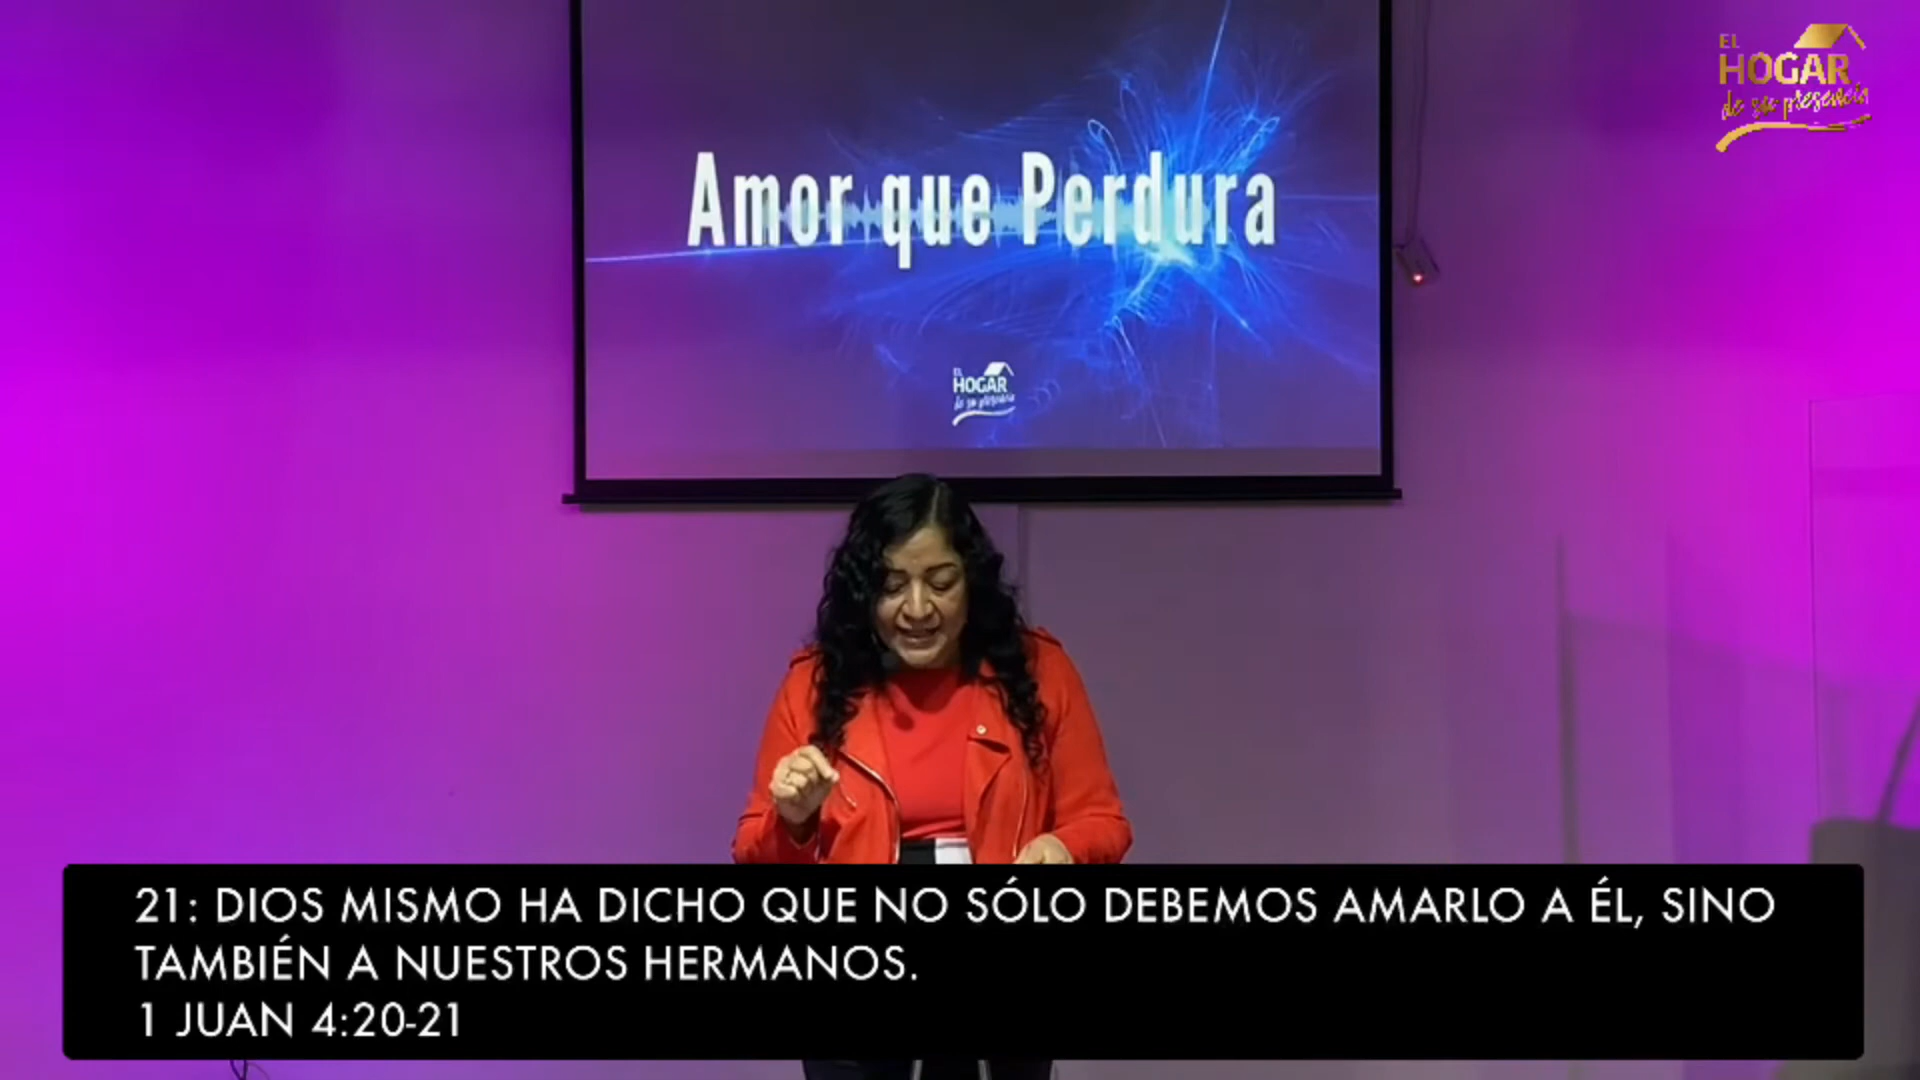 EL
HOGAR
de su presencia
Amor que Perdura
EL
HOGAR
de su presencia
21: DIOS MISMO HA DICHO QUE NO SÓLO DEBEMOS AMARLO A ÉL, SINO
TAMBIÉN A NUESTROS HERMANOS.
1 JUAN 4:20-21